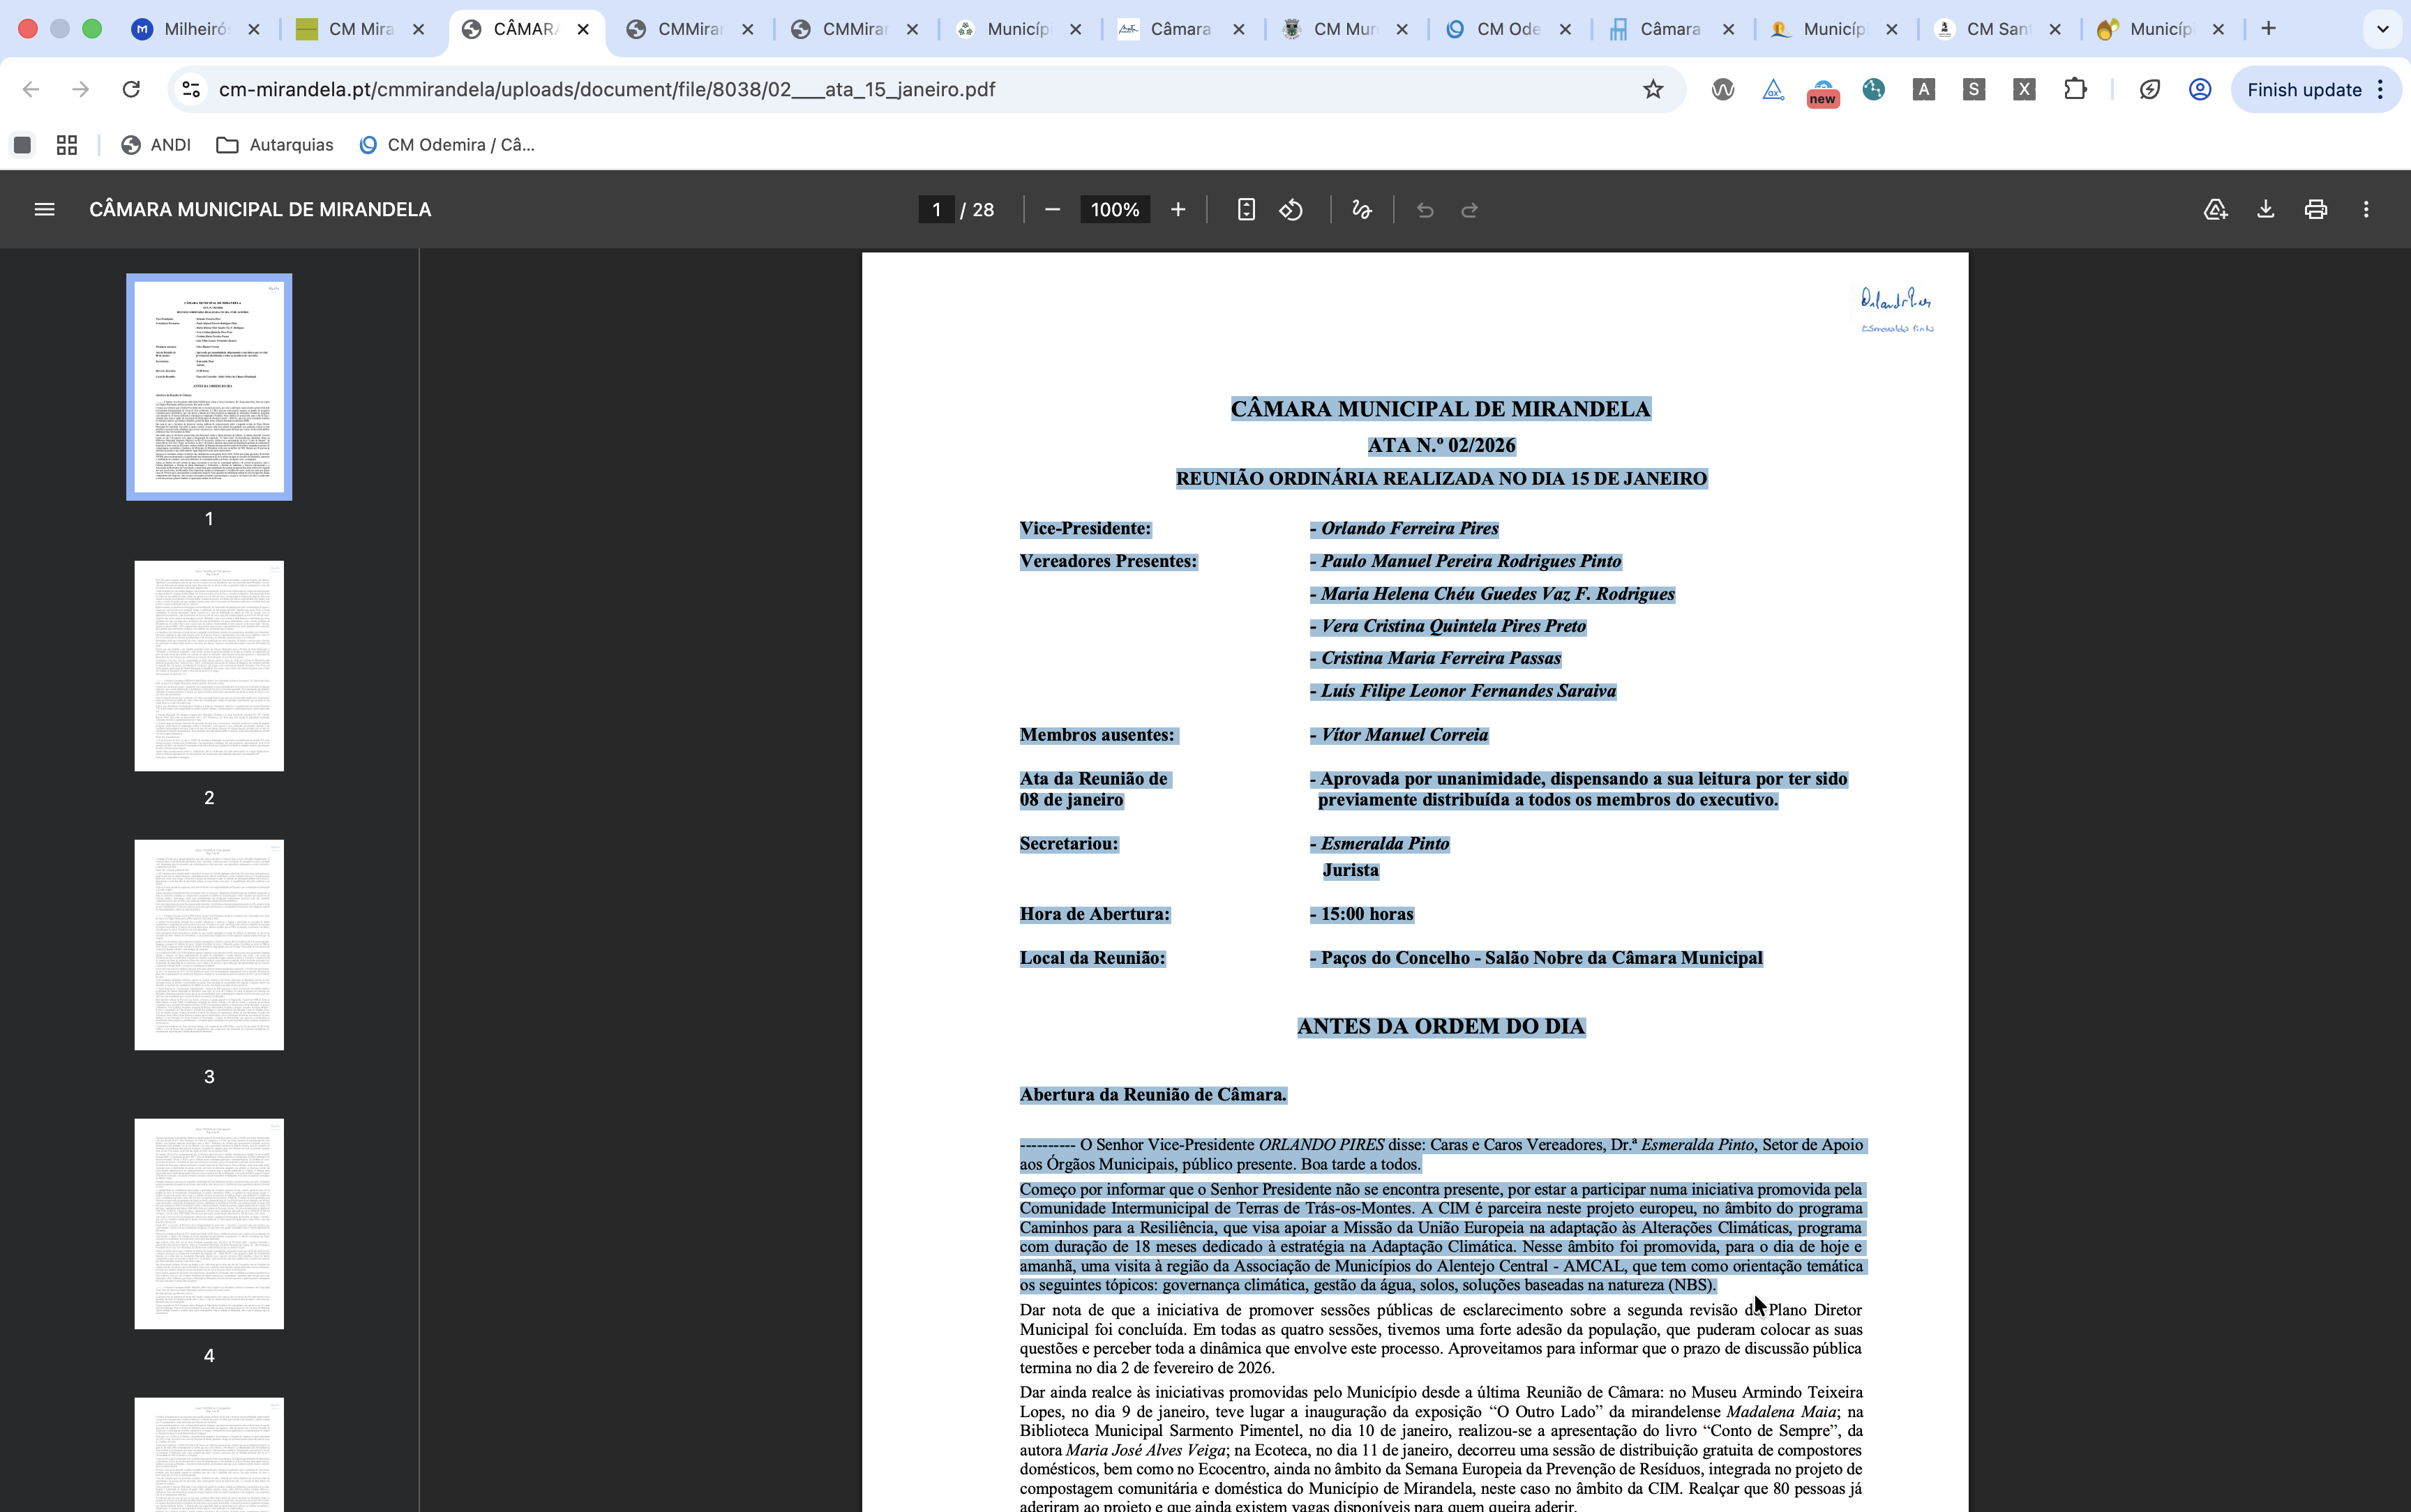 Milheiró
CM Mira
CÂMARA
CMMirar
CMMirar
Municípi
Câmara
CM Mur
CM Ode
Câmara
Municípi
CM San
Municípi
cm-mirandela.pt/cmmirandela/uploads/document/file/8038/02___ata_15_janeiro.pdf
new
A
S
X
Finish update
ANDI
Autarquias
CM Odemira / Câ...
CÂMARA MUNICIPAL DE MIRANDELA
1 / 28
100%
1
2
3
4
Esmeralda Pinto
CÂMARA MUNICIPAL DE MIRANDELA
ATA N.º 02/2026
REUNIÃO ORDINÁRIA REALIZADA NO DIA 15 DE JANEIRO
Vice-Presidente: - Orlando Ferreira Pires
Vereadores Presentes: - Paulo Manuel Pereira Rodrigues Pinto
- Maria Helena Chéu Guedes Vaz F. Rodrigues
- Vera Cristina Quintela Pires Preto
- Cristina Maria Ferreira Passas
- Luís Filipe Leonor Fernandes Saraiva
Membros ausentes: - Vítor Manuel Correia
Ata da Reunião de - Aprovada por unanimidade, dispensando a sua leitura por ter sido
08 de janeiro previamente distribuída a todos os membros do executivo.
Secretariou: - Esmeralda Pinto
Jurista
Hora de Abertura: - 15:00 horas
Local da Reunião: - Paços do Concelho - Salão Nobre da Câmara Municipal
ANTES DA ORDEM DO DIA
Abertura da Reunião de Câmara.
---------- O Senhor Vice-Presidente ORLANDO PIRES disse: Caras e Caros Vereadores, Dr.ª Esmeralda Pinto, Setor de Apoio
aos Órgãos Municipais, público presente. Boa tarde a todos.
Começo por informar que o Senhor Presidente não se encontra presente, por estar a participar numa iniciativa promovida pela
Comunidade Intermunicipal de Terras de Trás-os-Montes. A CIM é parceira neste projeto europeu, no âmbito do programa
Caminhos para a Resiliência, que visa apoiar a Missão da União Europeia na adaptação às Alterações Climáticas, programa
com duração de 18 meses dedicado à estratégia na Adaptação Climática. Nesse âmbito foi promovida, para o dia de hoje e
amanhã, uma visita à região da Associação de Municípios do Alentejo Central - AMCAL, que tem como orientação temática
os seguintes tópicos: governança climática, gestão da água, solos, soluções baseadas na natureza (NBS).
Dar nota de que a iniciativa de promover sessões públicas de esclarecimento sobre a segunda revisão do Plano Diretor
Municipal foi concluída. Em todas as quatro sessões, tivemos uma forte adesão da população, que puderam colocar as suas
questões e perceber toda a dinâmica que envolve este processo. Aproveitamos para informar que o prazo de discussão pública
termina no dia 2 de fevereiro de 2026.
Dar ainda realce às iniciativas promovidas pelo Município desde a última Reunião de Câmara: no Museu Armindo Teixeira
Lopes, no dia 9 de janeiro, teve lugar a inauguração da exposição “O Outro Lado” da mirandelense Madalena Maia; na
Biblioteca Municipal Sarmento Pimentel, no dia 10 de janeiro, realizou-se a apresentação do livro “Conto de Sempre”, da
autora Maria José Alves Veiga; na Ecoteca, no dia 11 de janeiro, decorreu uma sessão de distribuição gratuita de compostores
domésticos, bem como no Ecocentro, ainda no âmbito da Semana Europeia da Prevenção de Resíduos, integrada no projeto de
compostagem comunitária e doméstica do Município de Mirandela, neste caso no âmbito da CIM. Realçar que 80 pessoas já
aderiram ao projeto e que ainda existem vagas disponíveis para quem queira aderir.